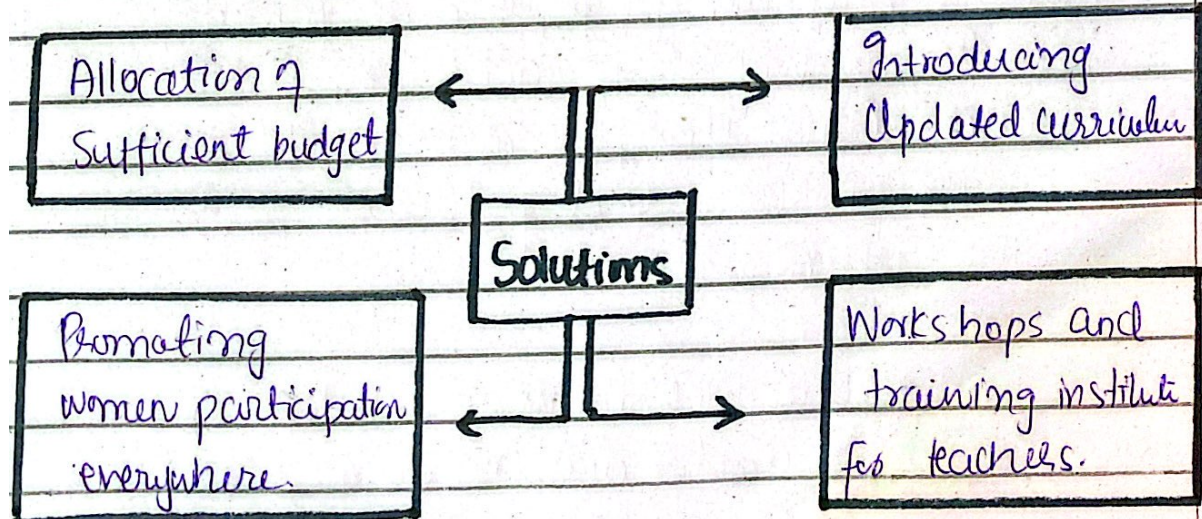 Allocation of
Sufficient budget
Introducing
Updated curriculum
Solutions
Promoting
women participation
everywhere.
Workshops and
training institute
for teachers.